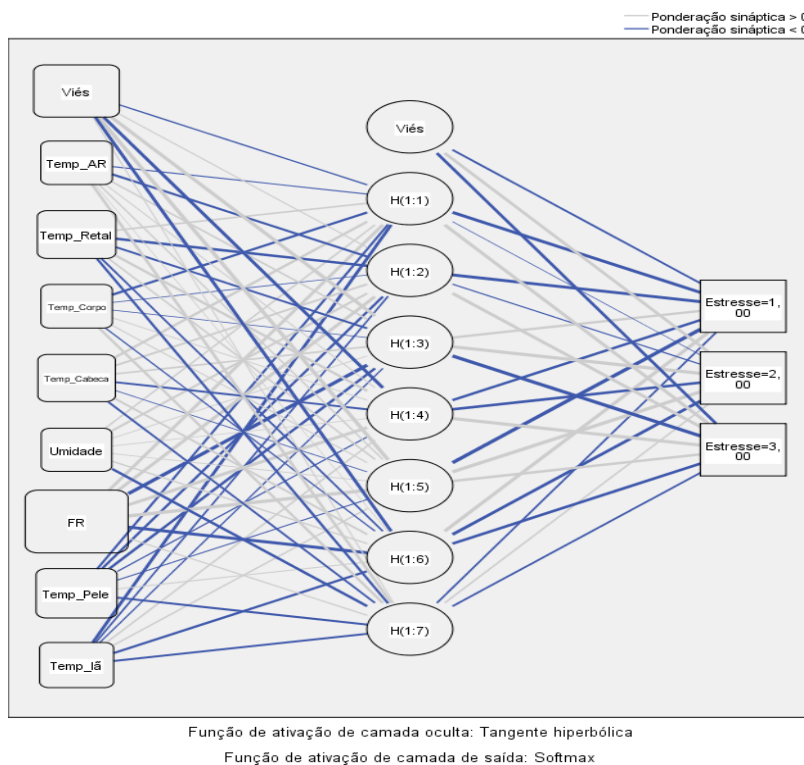 Ponderação sináptica > 0
Ponderação sináptica < 0
Viés
Temp_AR
Temp_Retal
Temp_Corpo
Temp_Cabeca
Umidade
FR
Temp_Pele
Temp_lã
Viés
H(1:1)
H(1:2)
H(1:3)
H(1:4)
H(1:5)
H(1:6)
H(1:7)
Estresse=1,
00
Estresse=2,
00
Estresse=3,
00
Função de ativação de camada oculta: Tangente hiperbólica
Função de ativação de camada de saída: Softmax